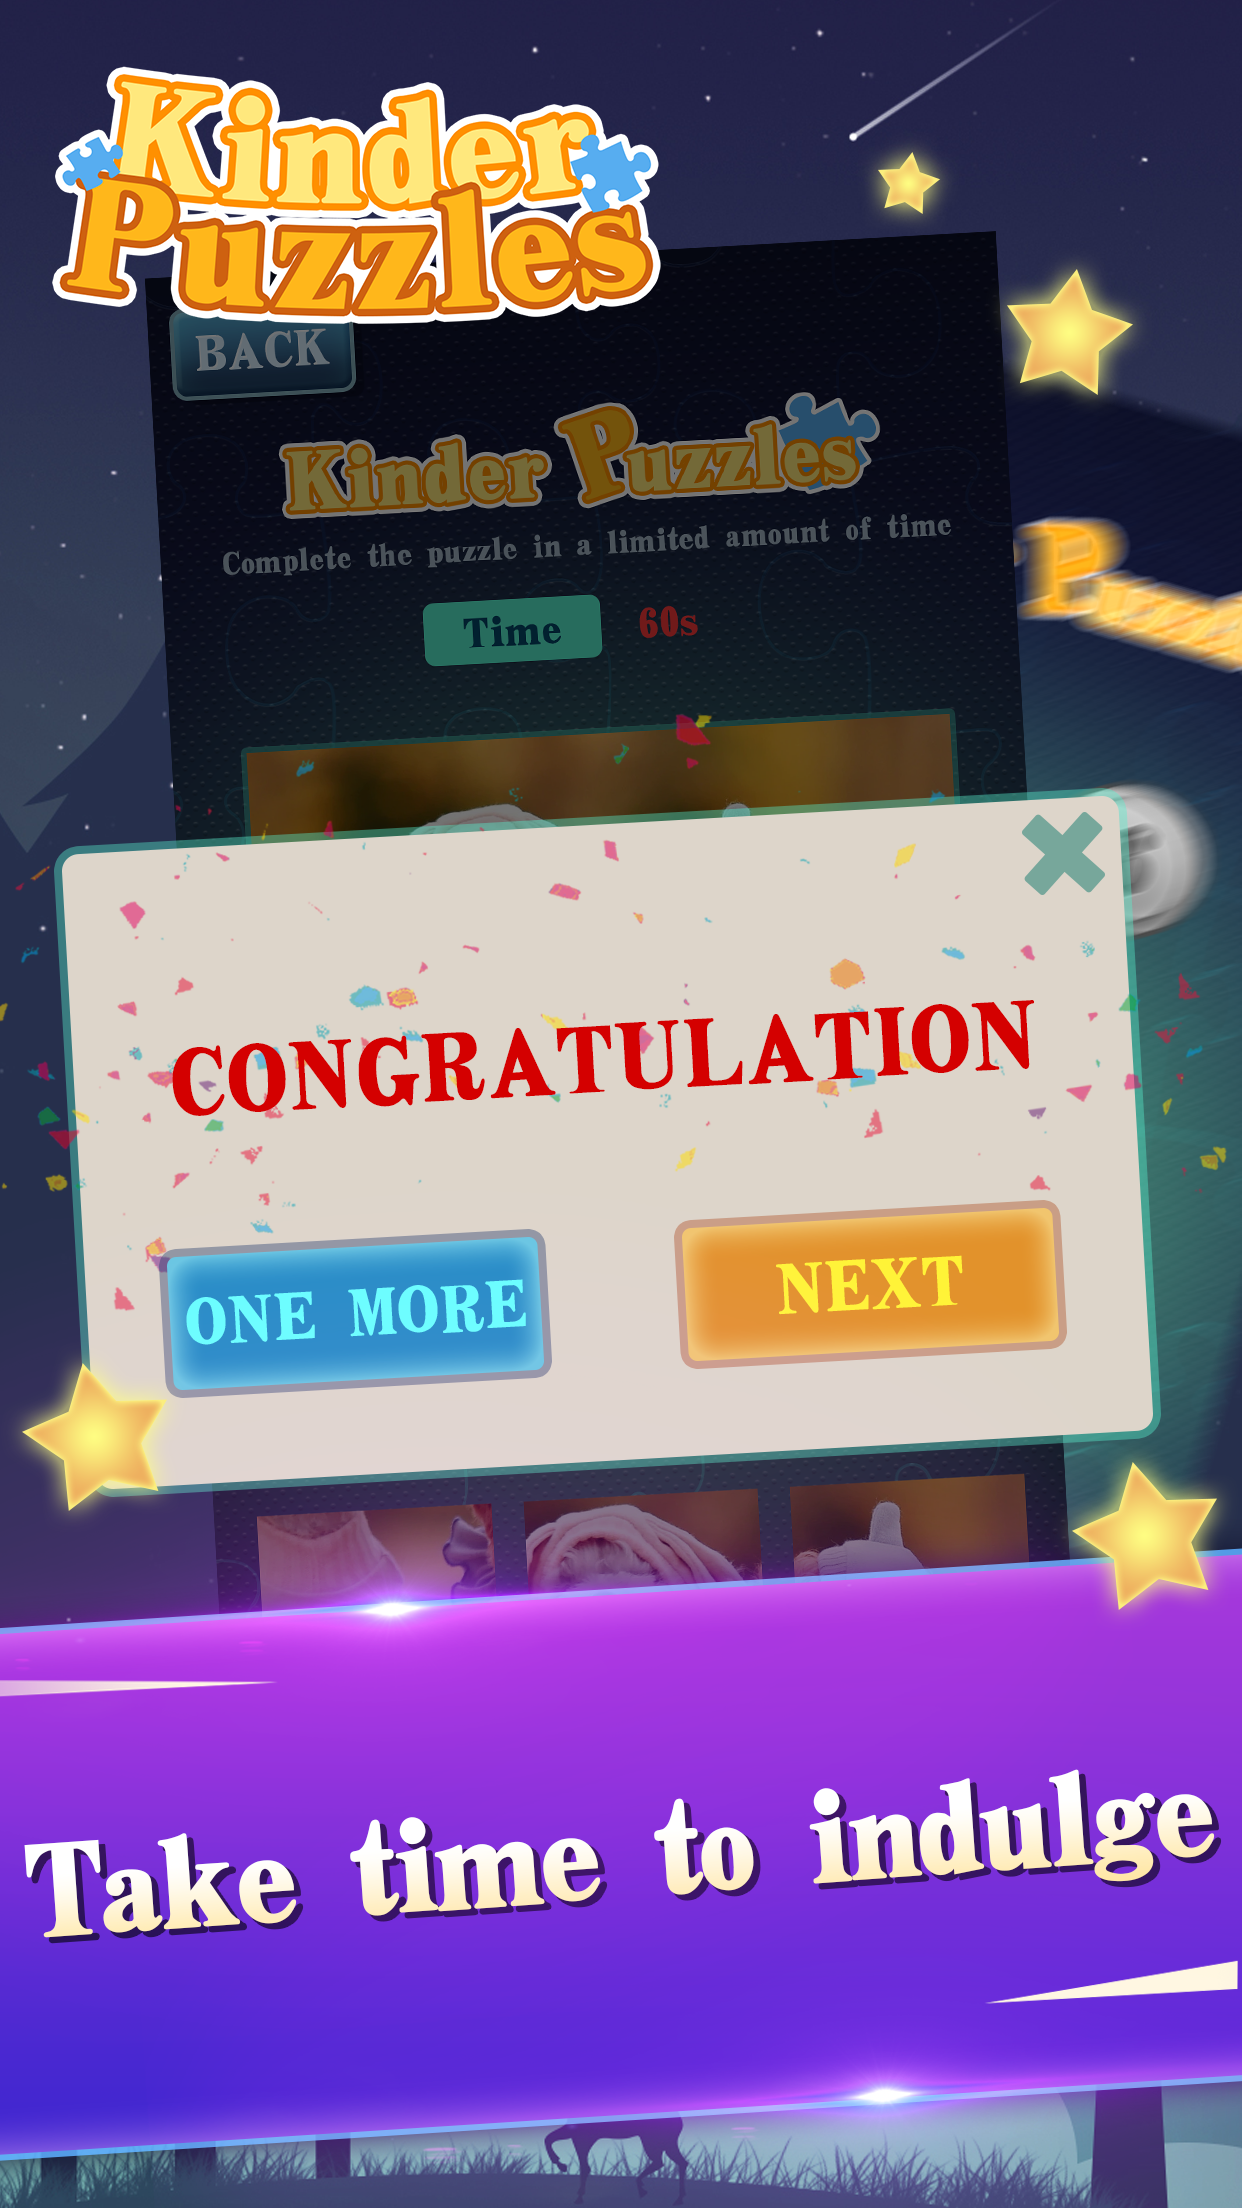 Kinder
Puzzles
BACK
Kinder Puzzles
Complete the puzzle in a limited amount of time
Time 60s
CONGRATULATION
ONE MORE
NEXT
Take time to indulge